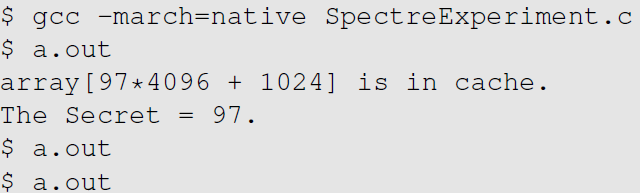 $ gcc -march=native SpectreExperiment.c
$ a.out
array[97*4096 + 1024] is in cache.
The Secret = 97.
$ a.out
$ a.out